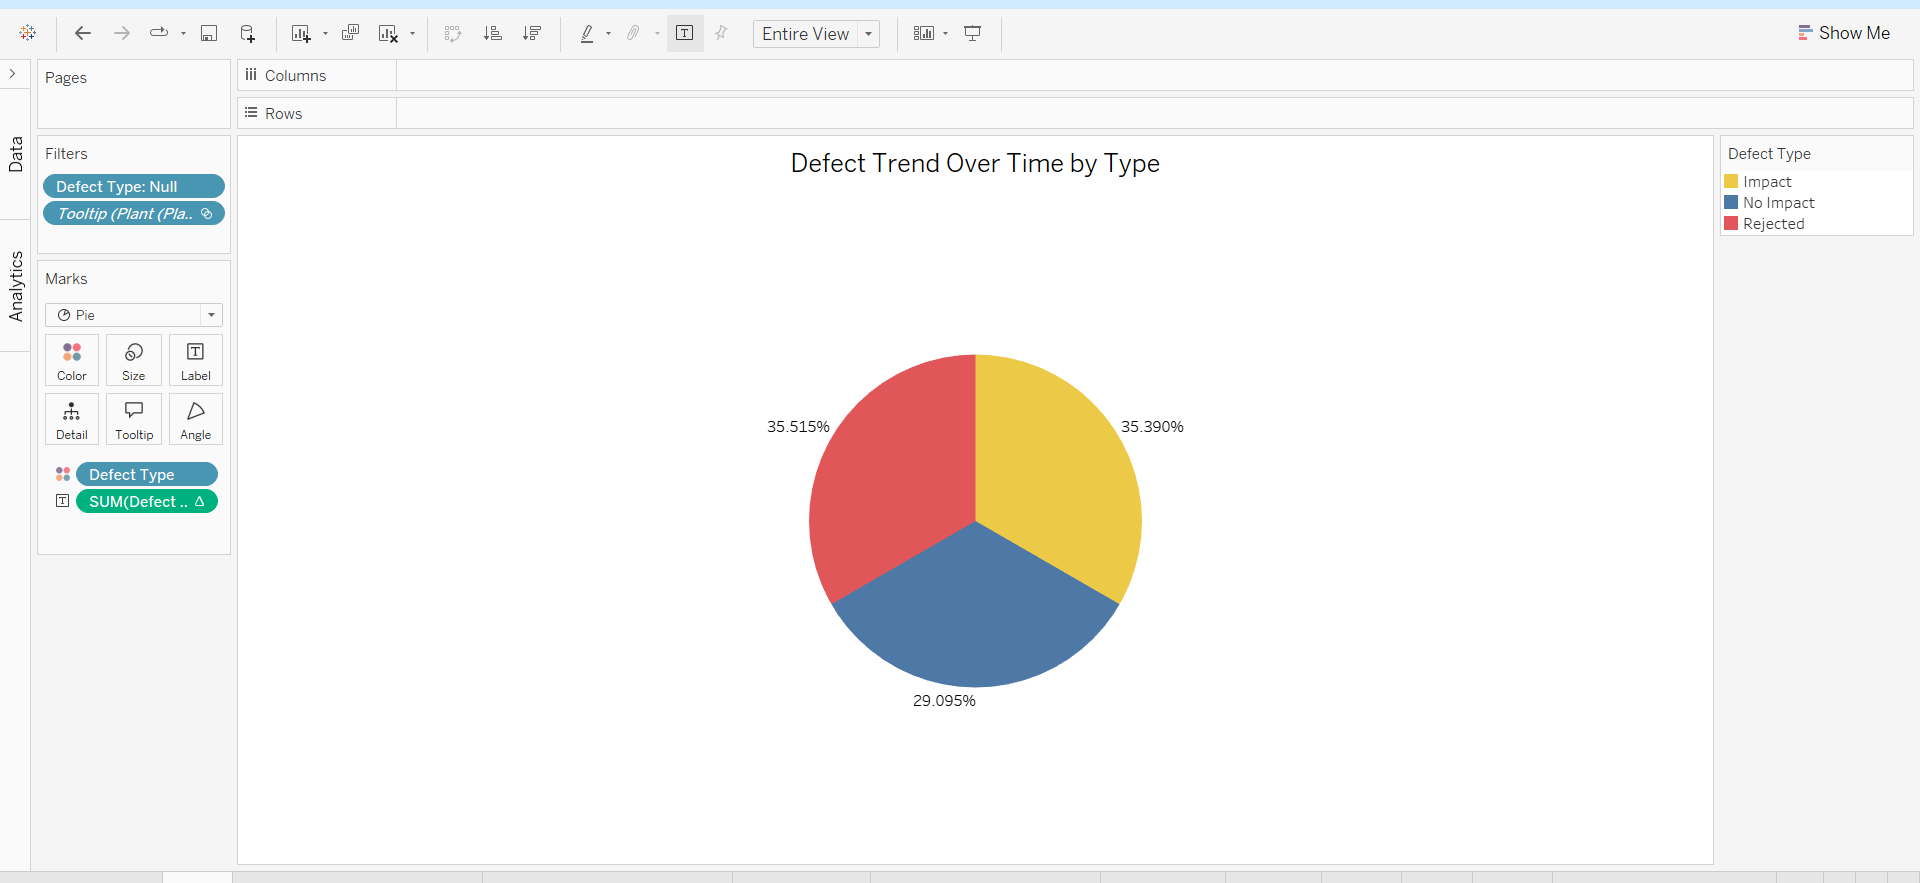 Entire View
Show Me
Pages
Columns
Rows
Data
Analytics
Filters
Defect Type: Null
Tooltip (Plant (Pla..
Marks
Pie
Color
Size
Label
Detail
Tooltip
Angle
Defect Type
SUM(Defect ..
Defect Trend Over Time by Type
35.515%
35.390%
29.095%
Defect Type
Impact
No Impact
Rejected